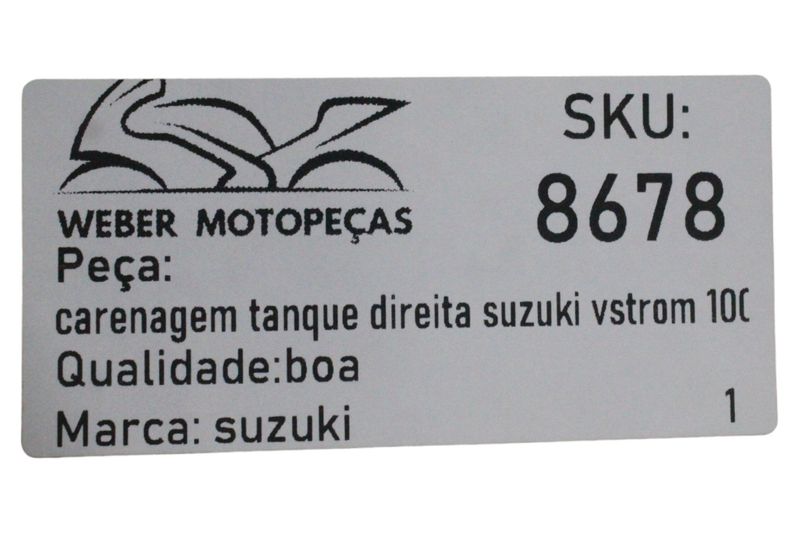 SKU:
8678
WEBER MOTOPEÇAS
Peça:
carenagem tanque direita suzuki vstrom
Qualidade:boa
Marca: suzuki
1